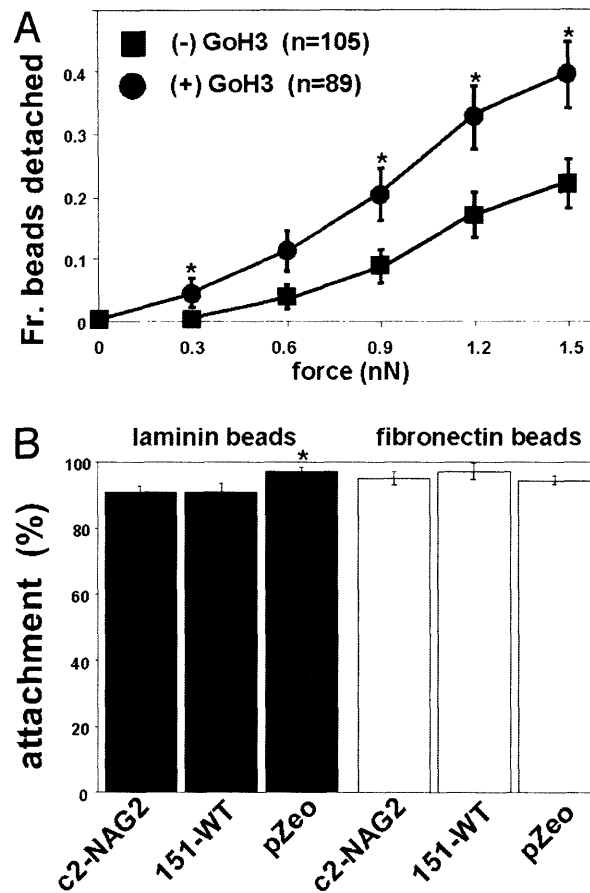 A
(-) GoH3 (n=105)
(+) GoH3 (n=89)
Fr. beads detached
0.4
0.3
0.2
0.1
0
* * * *
0 0.3 0.6 0.9 1.2 1.5
force (nN)
B
laminin beads fibronectin beads
*
attachment (%)
100
80
60
40
20
0
c2-NAG2 151-WT pZeo c2-NAG2 151-WT pZeo